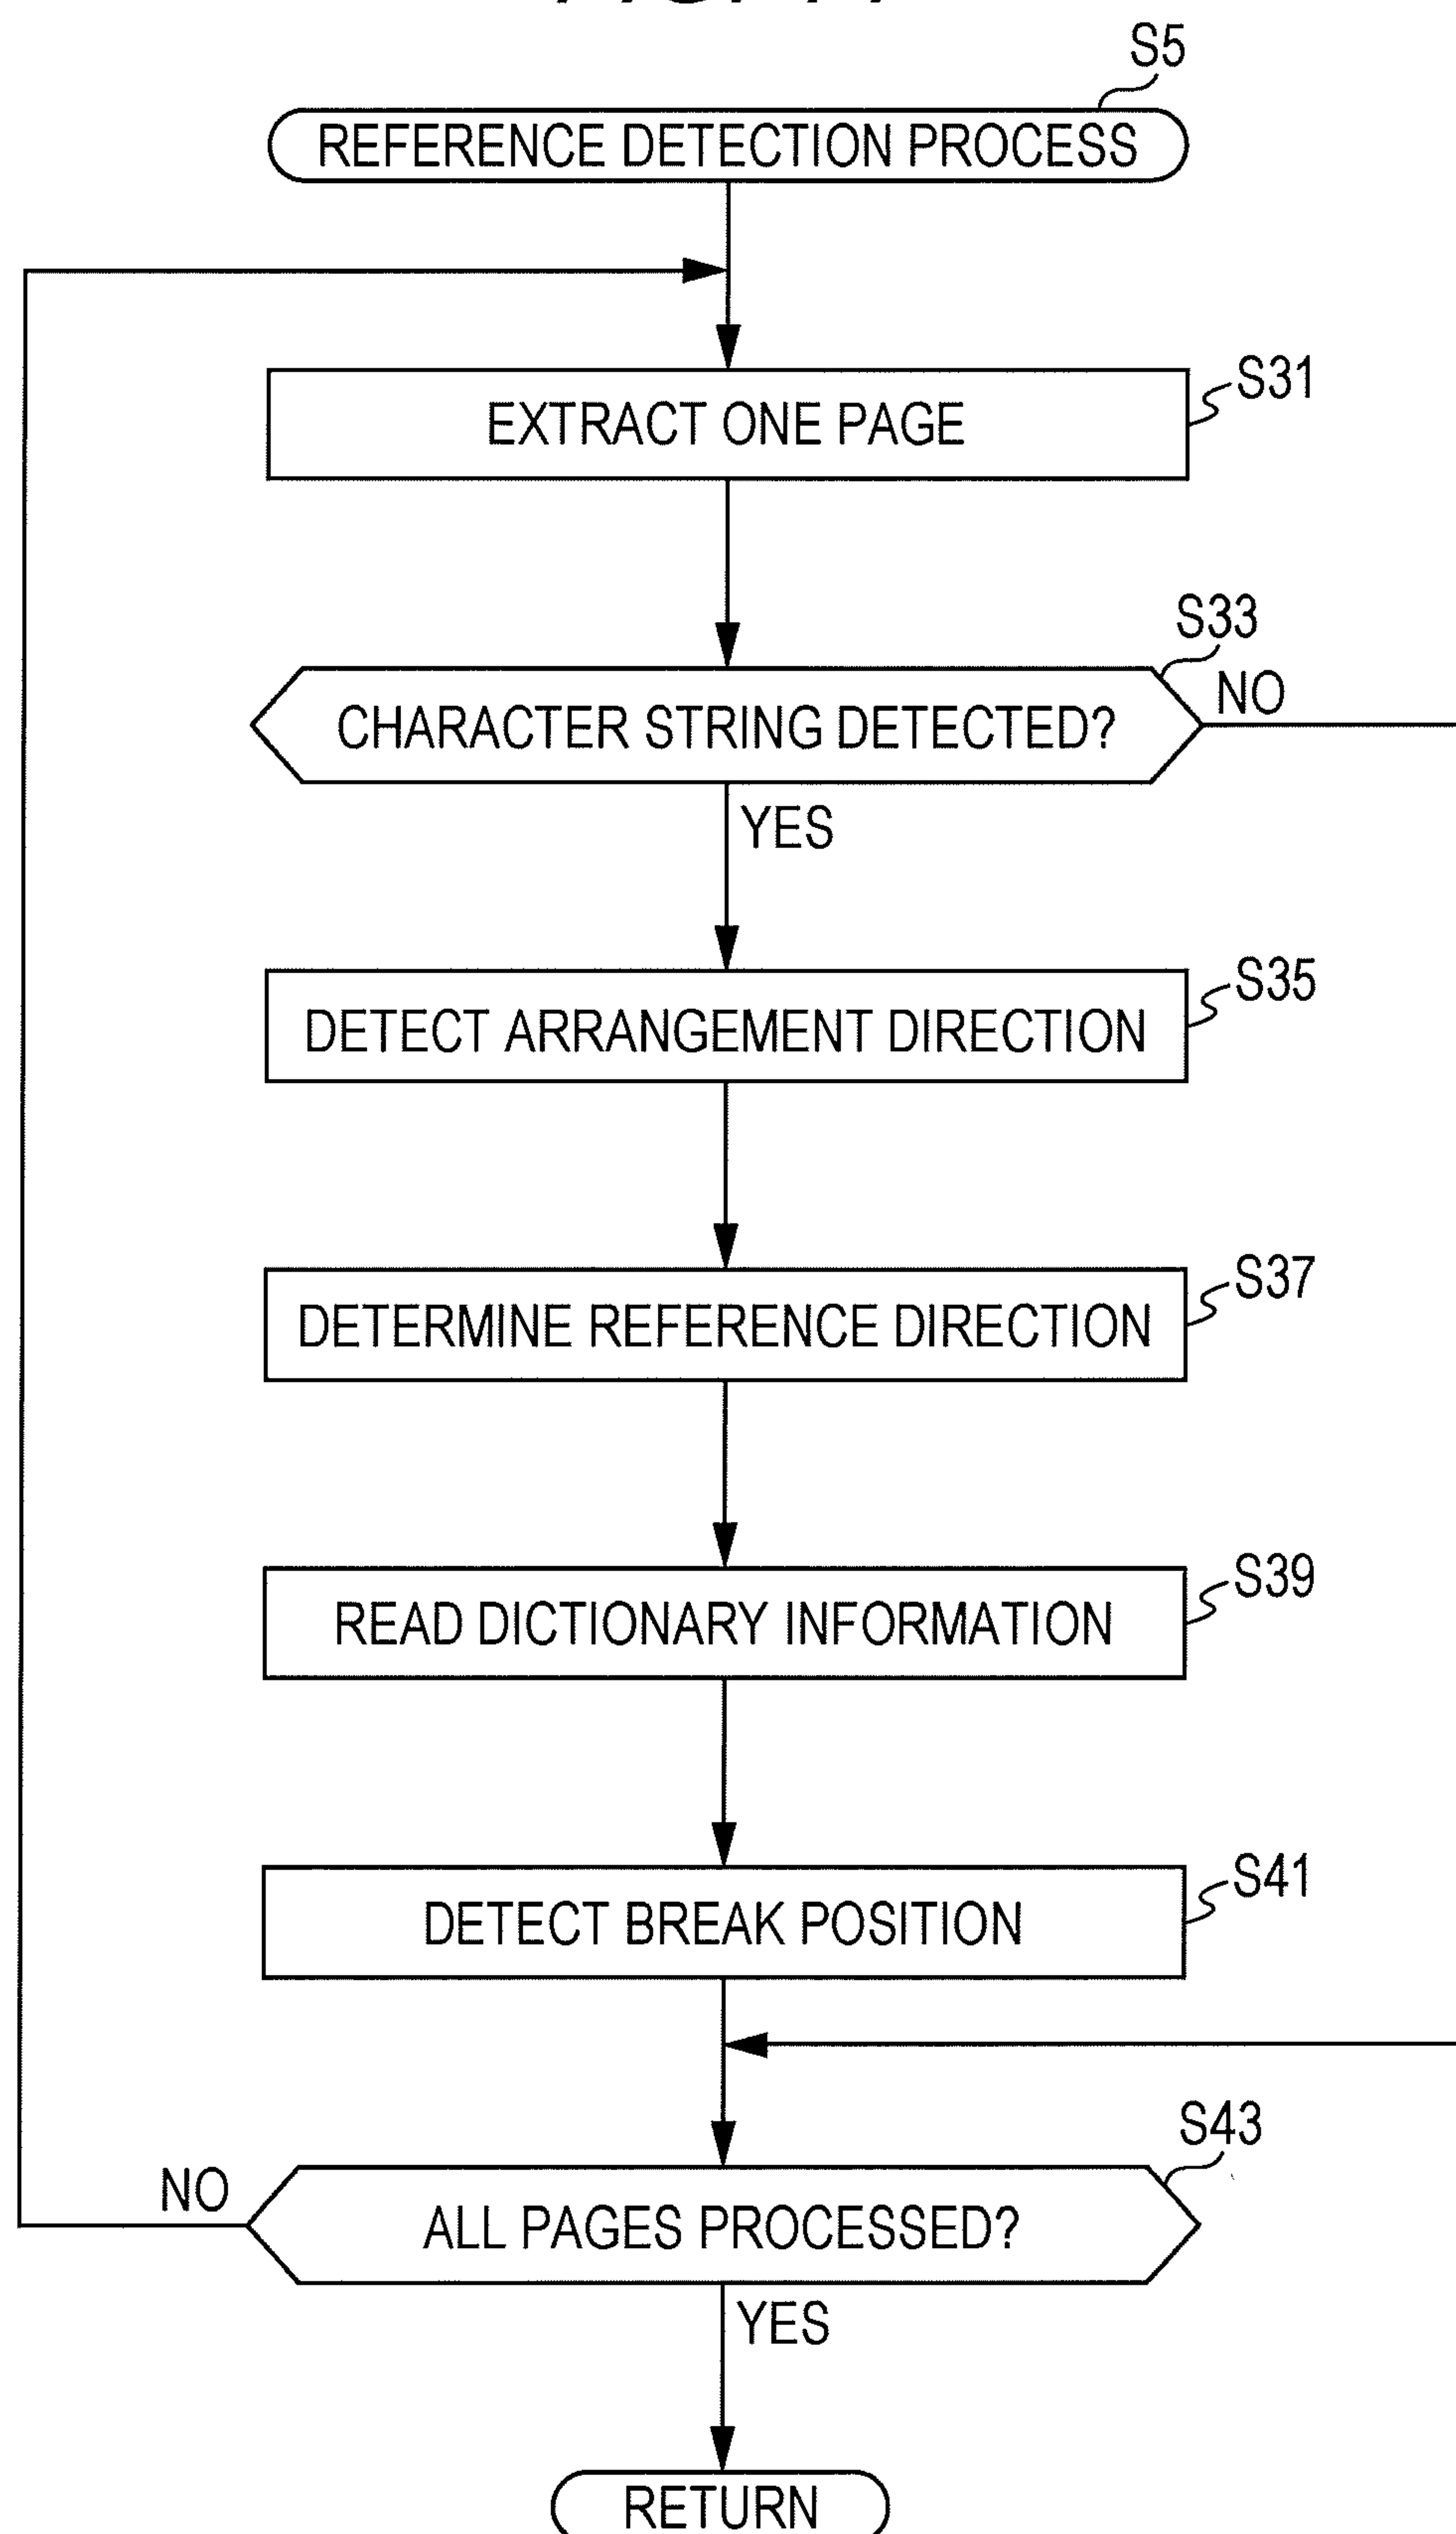 S5
REFERENCE DETECTION PROCESS
S31
EXTRACT ONE PAGE
S33
NO
CHARACTER STRING DETECTED?
YES
S35
DETECT ARRANGEMENT DIRECTION
S37
DETERMINE REFERENCE DIRECTION
S39
READ DICTIONARY INFORMATION
S41
DETECT BREAK POSITION
S43
NO
ALL PAGES PROCESSED?
YES
RETURN